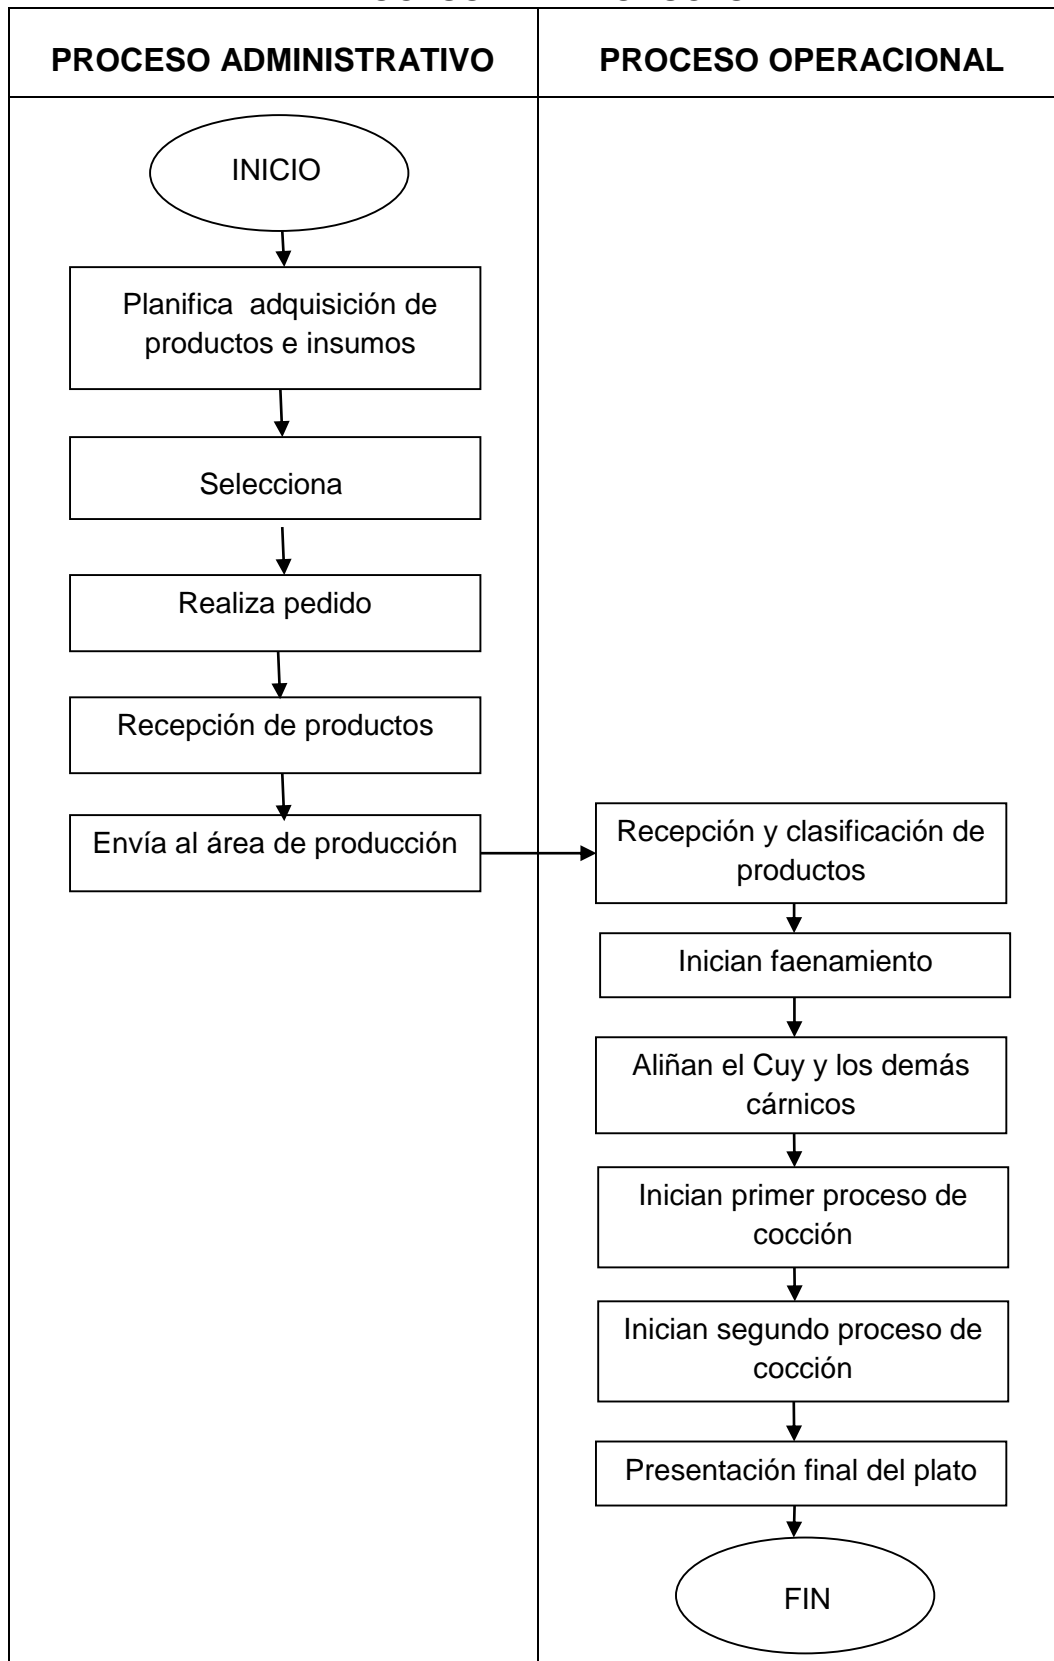 PROCESO ADMINISTRATIVO
PROCESO OPERACIONAL
INICIO
Planifica adquisición de
productos e insumos
Selecciona
Realiza pedido
Recepción de productos
Envía al área de producción
Recepción y clasificación de
productos
Inician faenamiento
Aliñan el Cuy y los demás
cárnicos
Inician primer proceso de
cocción
Inician segundo proceso de
cocción
Presentación final del plato
FIN